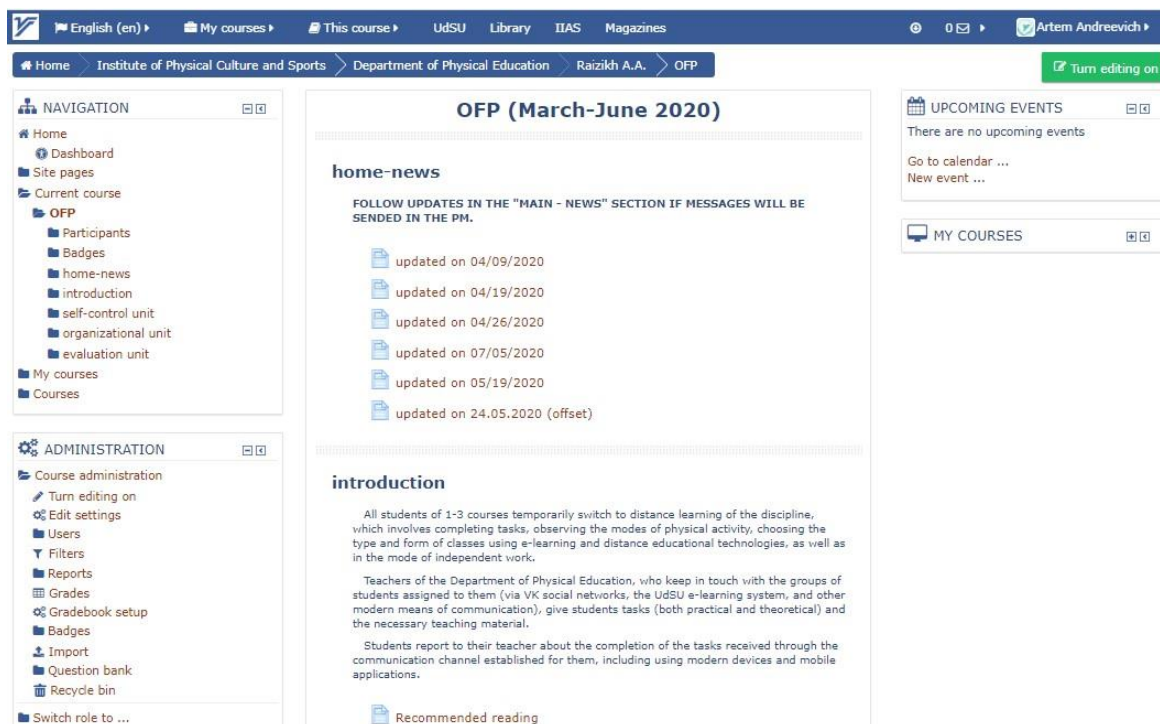 English (en) My courses This course UdSU Library IIAS Magazines 0 Artem Andreevich
Home Institute of Physical Culture and Sports Department of Physical Education Raizikh A.A. OFP
Turn editing on
NAVIGATION
Home
Dashboard
Site pages
Current course
OFP
Participants
Badges
home-news
introduction
self-control unit
organizational unit
evaluation unit
My courses
Courses
ADMINISTRATION
Course administration
Turn editing on
Edit settings
Users
Filters
Reports
Grades
Gradebook setup
Badges
Import
Question bank
Recycle bin
Switch role to ...
OFP (March-June 2020)
home-news
FOLLOW UPDATES IN THE "MAIN - NEWS" SECTION IF MESSAGES WILL BE
SENDED IN THE PM.
updated on 04/09/2020
updated on 04/19/2020
updated on 04/26/2020
updated on 07/05/2020
updated on 05/19/2020
updated on 24.05.2020 (offset)
introduction
All students of 1-3 courses temporarily switch to distance learning of the discipline,
which involves completing tasks, observing the modes of physical activity, choosing the
type and form of classes using e-learning and distance educational technologies, as well as
in the mode of independent work.
Teachers of the Department of Physical Education, who keep in touch with the groups of
students assigned to them (via VK social networks, the UdSU e-learning system, and other
modern means of communication), give students tasks (both practical and theoretical) and
the necessary teaching material.
Students report to their teacher about the completion of the tasks received through the
communication channel established for them, including using modern devices and mobile
applications.
Recommended reading
UPCOMING EVENTS
There are no upcoming events
Go to calendar ...
New event ...
MY COURSES